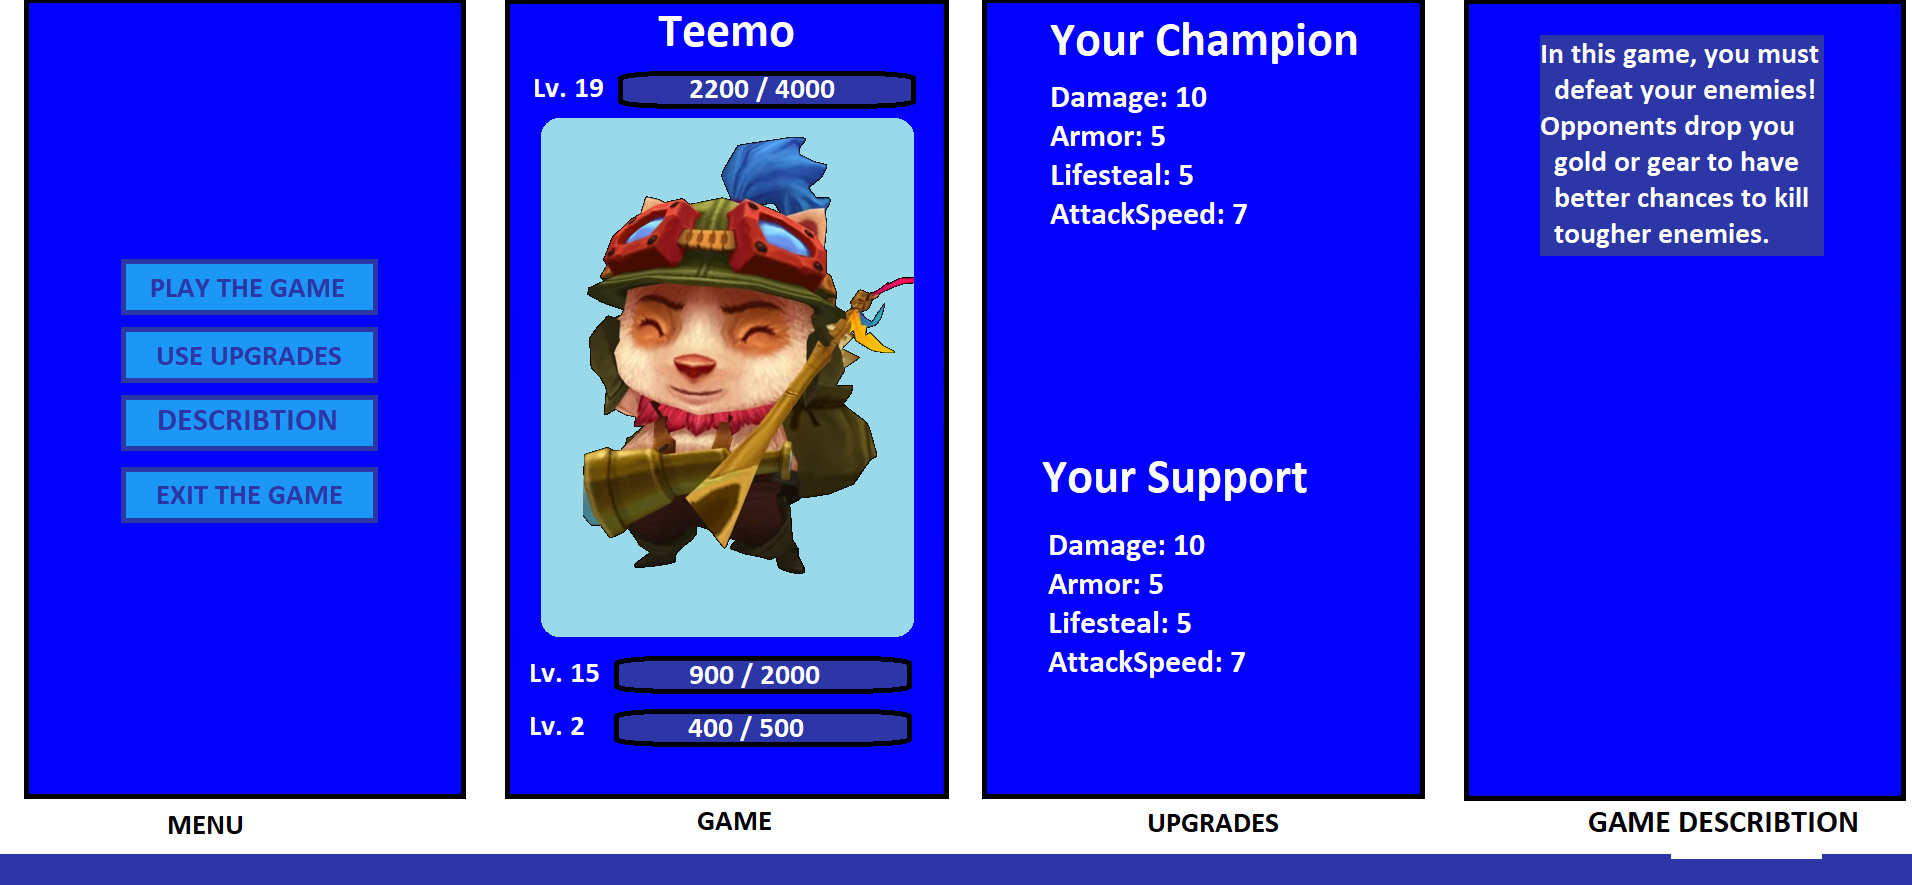 PLAY THE GAME
USE UPGRADES
DESCRIBTION
EXIT THE GAME
MENU
Teemo
Lv. 19 2200 / 4000
Lv. 15 900 / 2000
Lv. 2 400 / 500
GAME
Your Champion
Damage: 10
Armor: 5
Lifesteal: 5
AttackSpeed: 7
Your Support
Damage: 10
Armor: 5
Lifesteal: 5
AttackSpeed: 7
UPGRADES
In this game, you must
defeat your enemies!
Opponents drop you
gold or gear to have
better chances to kill
tougher enemies.
GAME DESCRIBTION